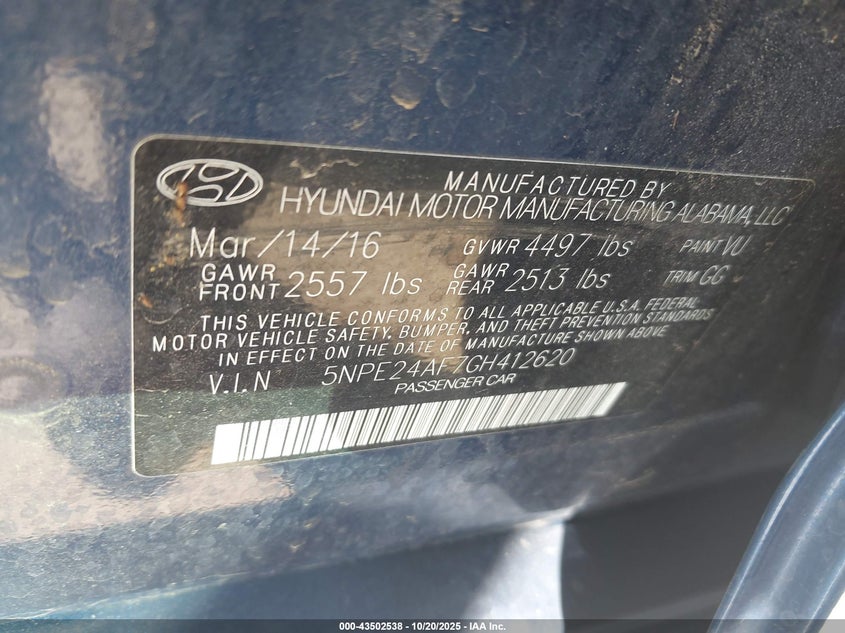 MANUFACTURED BY
HYUNDAI MOTOR MANUFACTURING ALABAMA, LLC
Mar/14/16 GVWR 4497 lbs PAINT VU
GAWR FRONT 2557 lbs GAWR REAR 2513 lbs TRIM GG
THIS VEHICLE CONFORMS TO ALL APPLICABLE U.S.A. FEDERAL
MOTOR VEHICLE SAFETY, BUMPER, AND THEFT PREVENTION STANDARDS
IN EFFECT ON THE DATE OF MANUFACTURE SHOWN ABOVE
V.I.N 5NPE24AF7GH412620
PASSENGER CAR
000-43502538 - 10/20/2025 - IAA Inc.